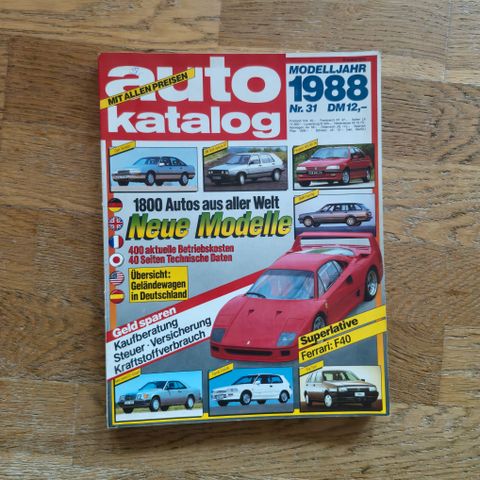 auto
MIT ALLEN PREISEN
katalog
MODELLJAHR
1988
Nr. 31 DM 12,-
1800 Autos aus aller Welt
Neue Modelle
400 aktuelle Betriebskosten
40 Seiten Technische Daten
Übersicht:
Geländewagen
in Deutschland
Geld sparen
Kaufberatung
Steuer · Versicherung
Kraftstoffverbrauch
Superlative
Ferrari: F40